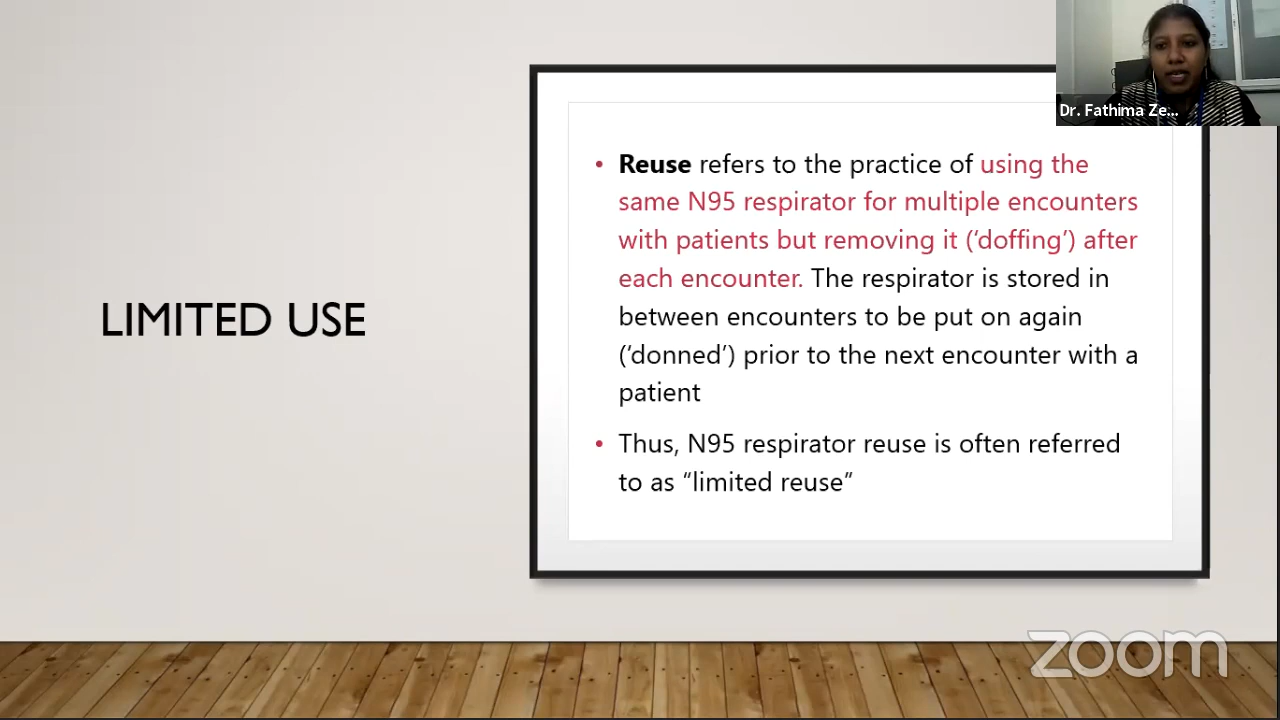 Dr. Fathima Ze...
LIMITED USE
• Reuse refers to the practice of using the
same N95 respirator for multiple encounters
with patients but removing it (‘doffing’) after
each encounter. The respirator is stored in
between encounters to be put on again
(‘donned’) prior to the next encounter with a
patient
• Thus, N95 respirator reuse is often referred
to as “limited reuse”
zoom